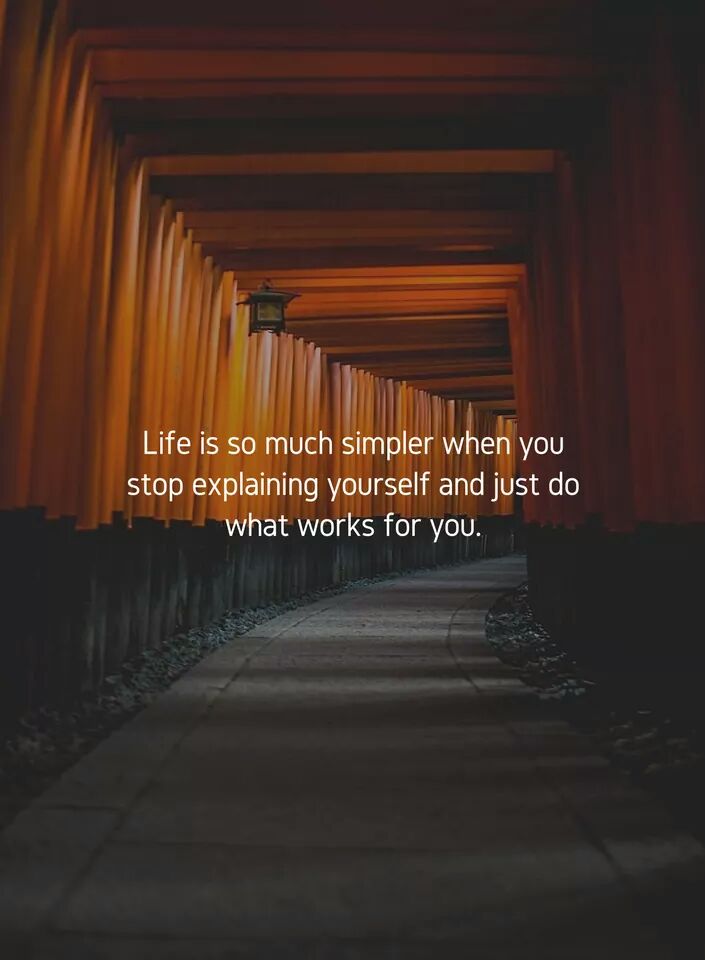 Life is so much simpler when you
stop explaining yourself and just do
what works for you.